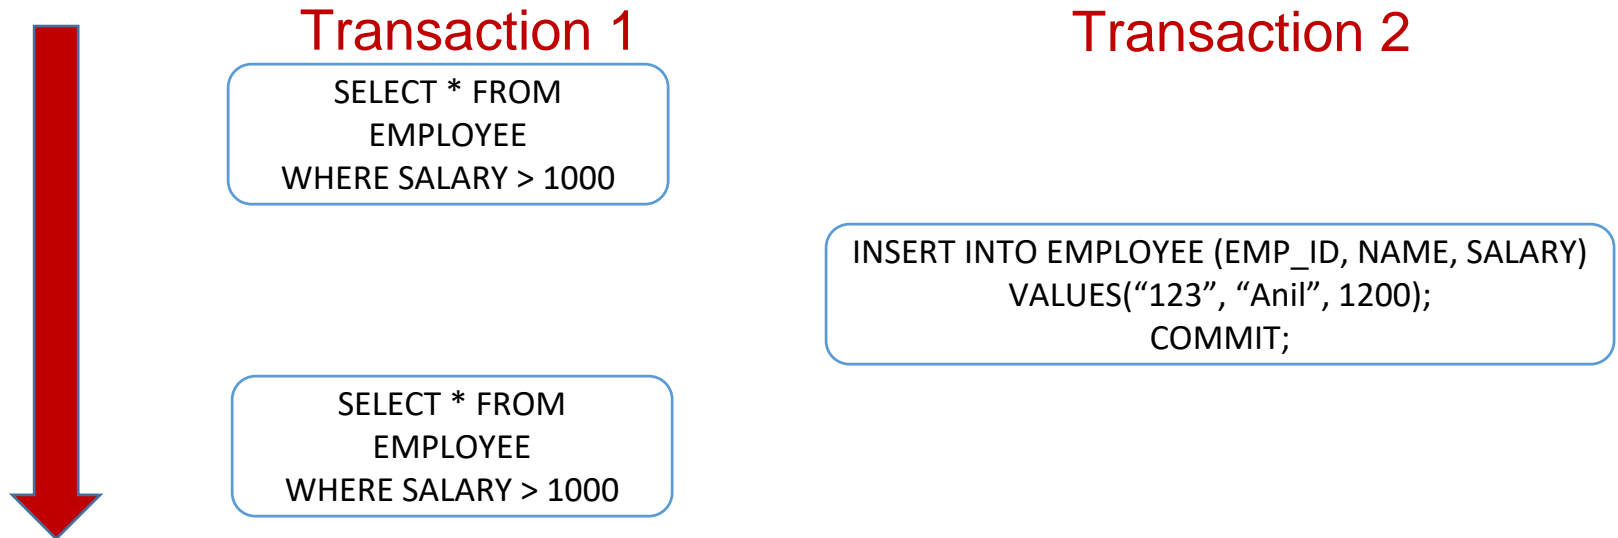 Transaction 1
Transaction 2
SELECT * FROM
EMPLOYEE
WHERE SALARY > 1000
INSERT INTO EMPLOYEE (EMP_ID, NAME, SALARY)
VALUES(“123”, “Anil”, 1200);
COMMIT;
SELECT * FROM
EMPLOYEE
WHERE SALARY > 1000